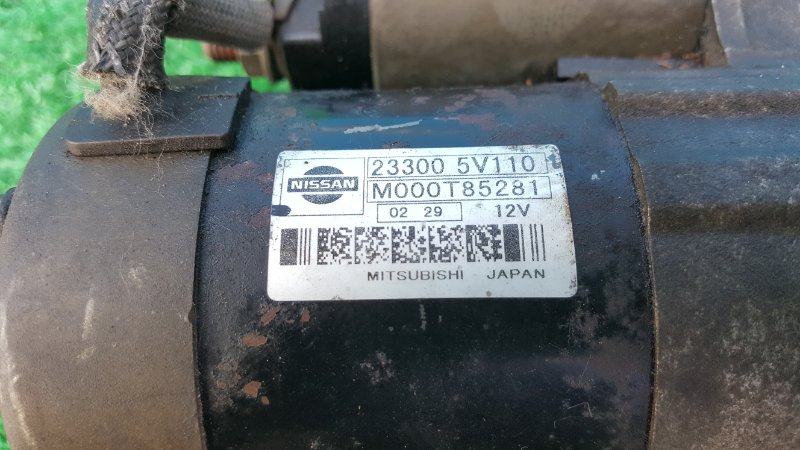 NISSAN
23300 5V110
M000T85281
02 29 12V
MITSUBISHI JAPAN